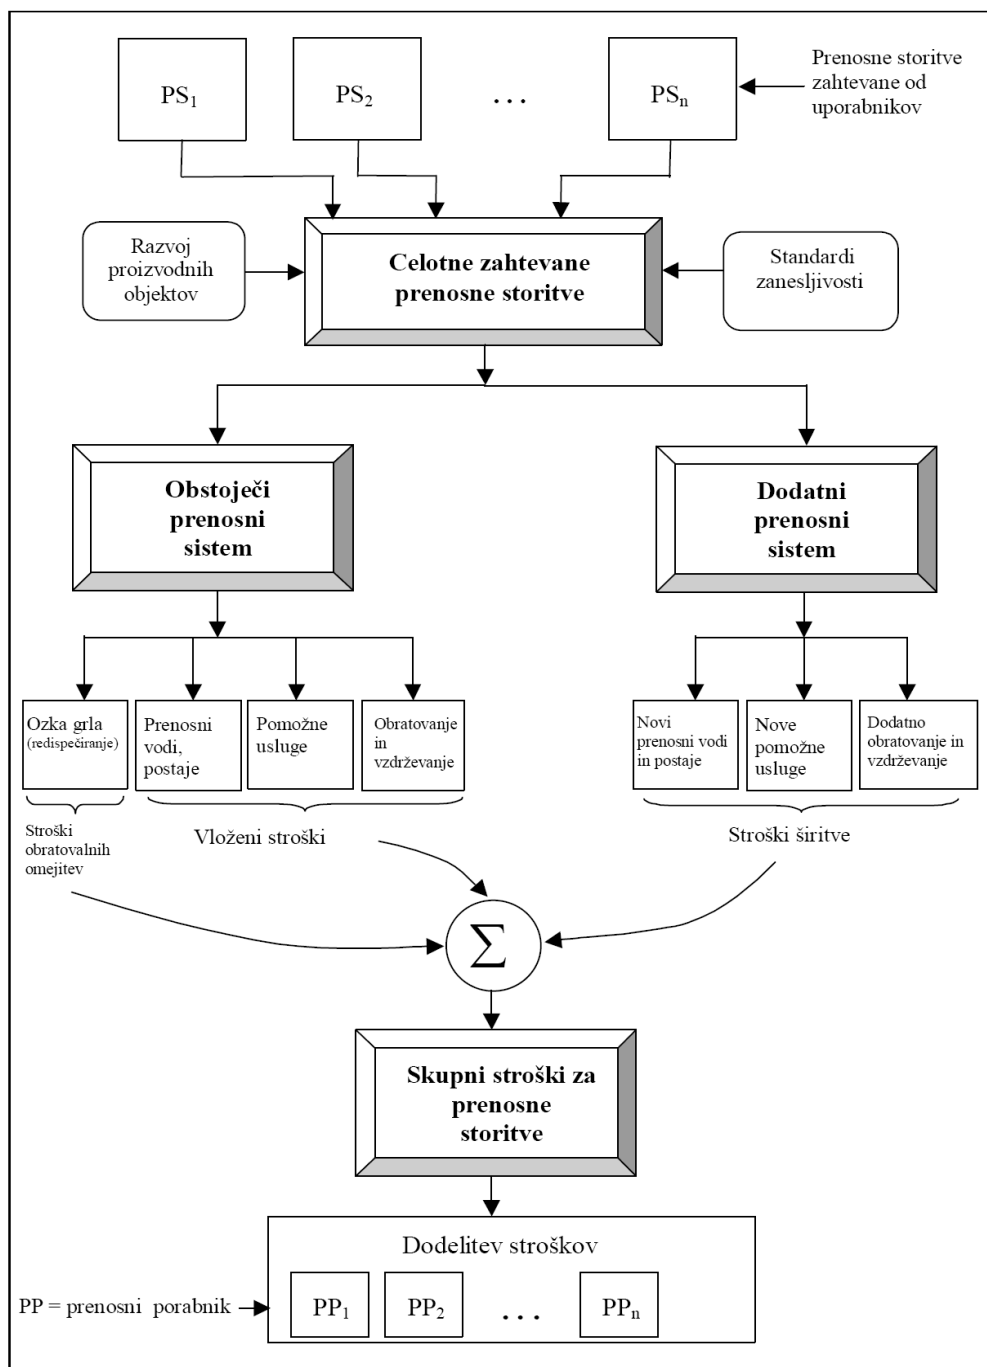 PS1
PS2
...
PSn
Prenosne storitve
zahtevane od
uporabnikov
Razvoj
proizvodnih
objektov
Celotne zahtevane
prenosne storitve
Standardi
zanesljivosti
Obstoječi
prenosni
sistem
Dodatni
prenosni
sistem
Ozka grla
(redispečiranje)
Prenosni
vodi,
postaje
Pomožne
usluge
Obratovanje
in
vzdrževanje
Novi
prenosni vodi
in postaje
Nove
pomožne
usluge
Dodatno
obratovanje in
vzdrževanje
Stroški
obratovalnih
omejitev
Vloženi stroški
Stroški širitve
Σ
Skupni stroški za
prenosne
storitve
Dodelitev stroškov
PP = prenosni porabnik
PP1
PP2
...
PPn